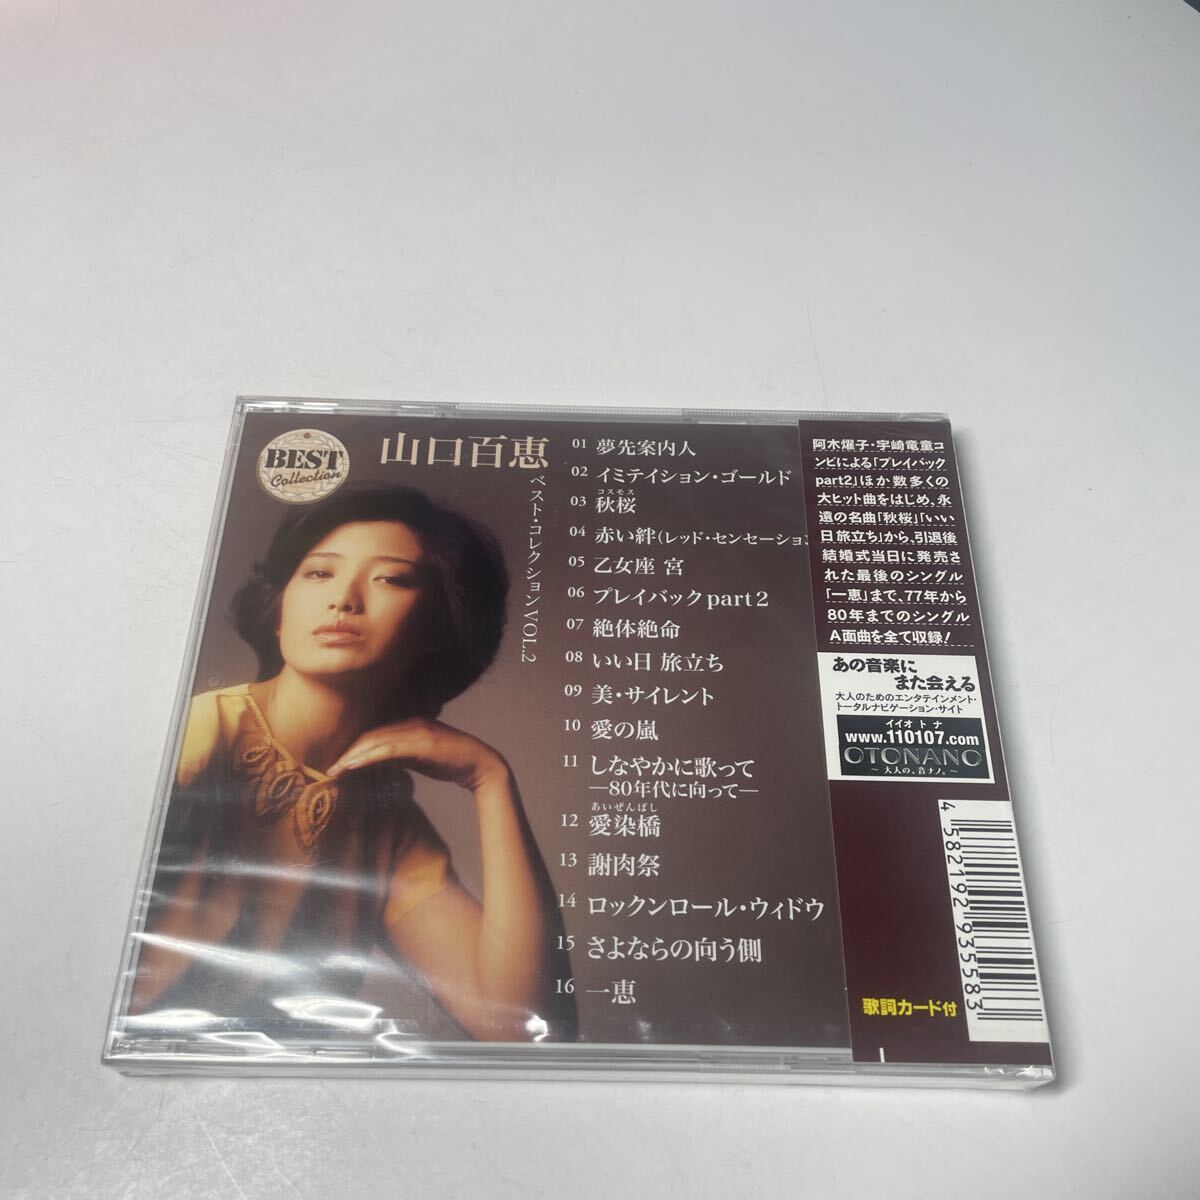 BEST
Collection
山口百恵
ベスト・コレクションVOL.2
01 夢先案内人
02 イミテイション・ゴールド
コスモス
03 秋桜
04 赤い絆(レッド・センセーション
05 乙女座 宮
06 プレイバックpart2
07 絶体絶命
08 いい日 旅立ち
09 美・サイレント
10 愛の嵐
11 しなやかに歌って
―80年代に向って―
あいぜんばし
12 愛染橋
13 謝肉祭
14 ロックンロール・ウィドウ
15 さよならの向う側
16 一恵
阿木燿子・宇崎竜童コ
ンビによる「プレイバック
part2」ほか数多くの
大ヒット曲をはじめ、永
遠の名曲「秋桜」「いい
日旅立ち」から、引退後
結婚式当日に発売さ
れた最後のシングル
「一恵」まで、77年から
80年までのシングル
A面曲を全て収録!
あの音楽に
また会える
大人のためのエンタテインメント・
トータルナビゲーション・サイト
イイオトナ
www.110107.com
OTONANO
～大人の、音ナノ。～
4582192935583
歌詞カード付